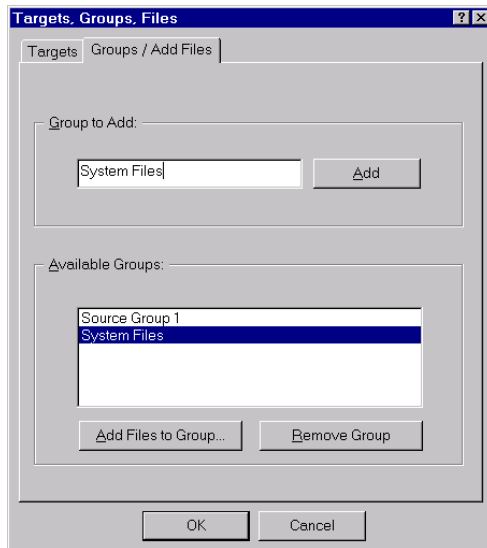 Targets, Groups, Files
Targets
Groups / Add Files
Group to Add:
System Files
Add
Available Groups:
Source Group 1
System Files
Add Files to Group...
Remove Group
OK
Cancel